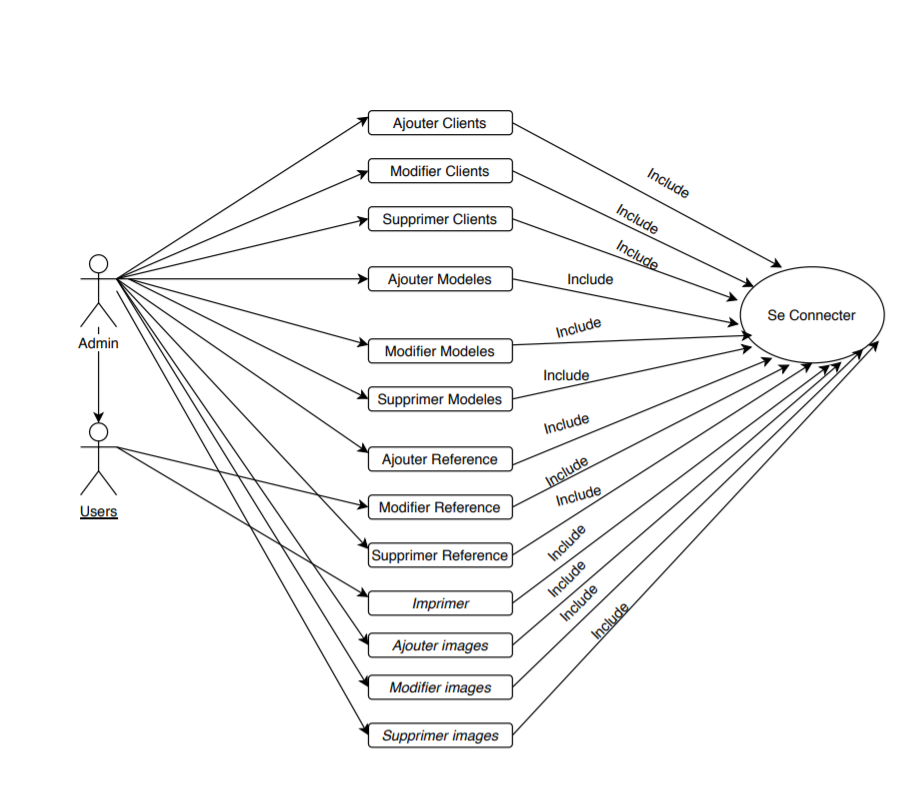 Ajouter Clients
Include
Modifier Clients
Include
Supprimer Clients
Include
Ajouter Modeles
Include
Se Connecter
Include
Admin
Modifier Modeles
Include
Supprimer Modeles
Include
Ajouter Reference
Include
Include
Modifier Reference
Users
Include
Supprimer Reference
Include
Include
Imprimer
Include
Include
Ajouter images
Modifier images
Supprimer images